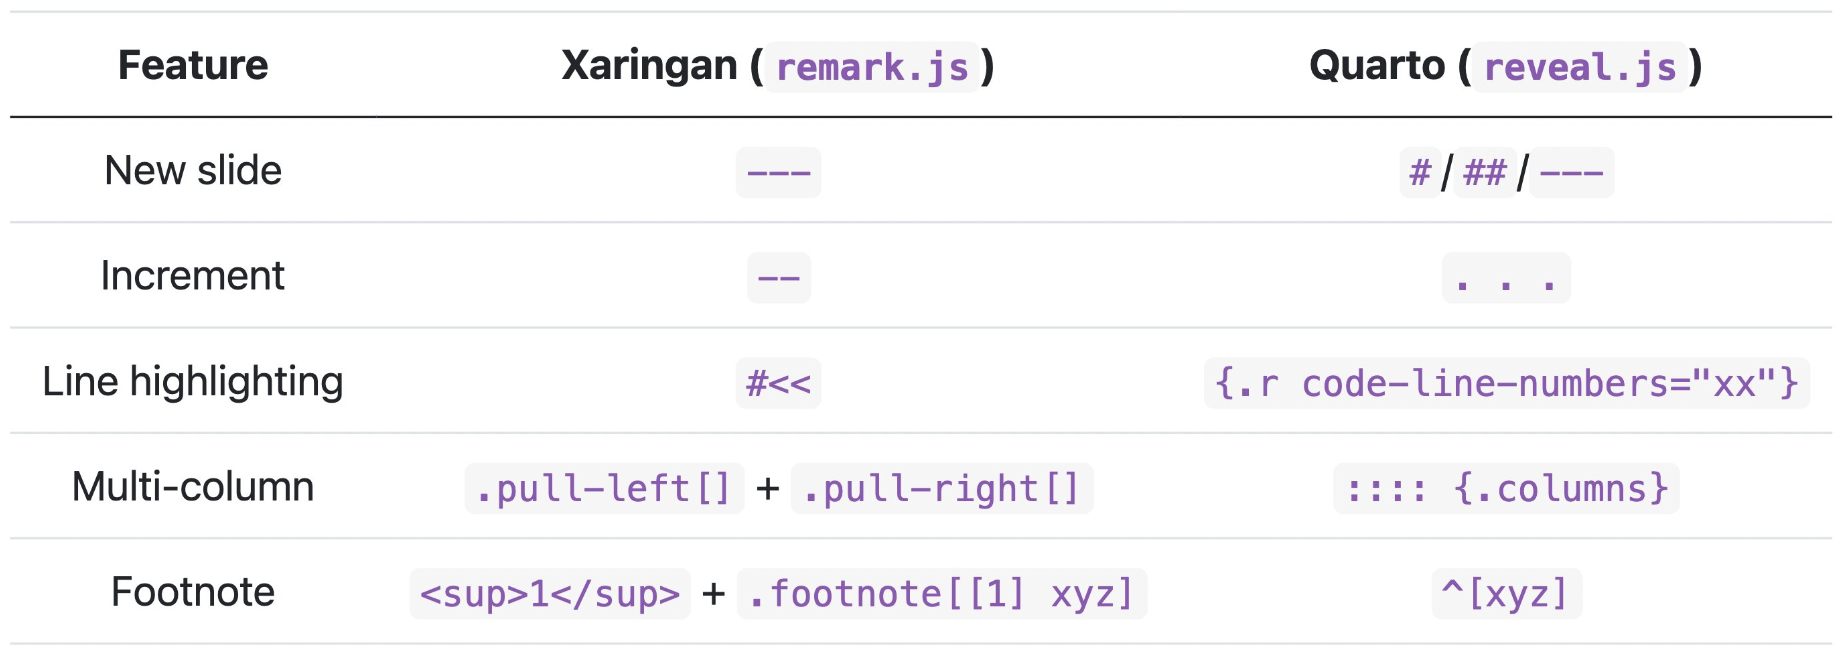 Feature Xaringan (remark.js) Quarto (reveal.js)
New slide --- #/##/---
Increment -- . . .
Line highlighting #<< {.r code-line-numbers="xx"}
Multi-column .pull-left[] + .pull-right[] :::: {.columns}
Footnote <sup>1</sup> + .footnote[[1] xyz] ^[xyz]